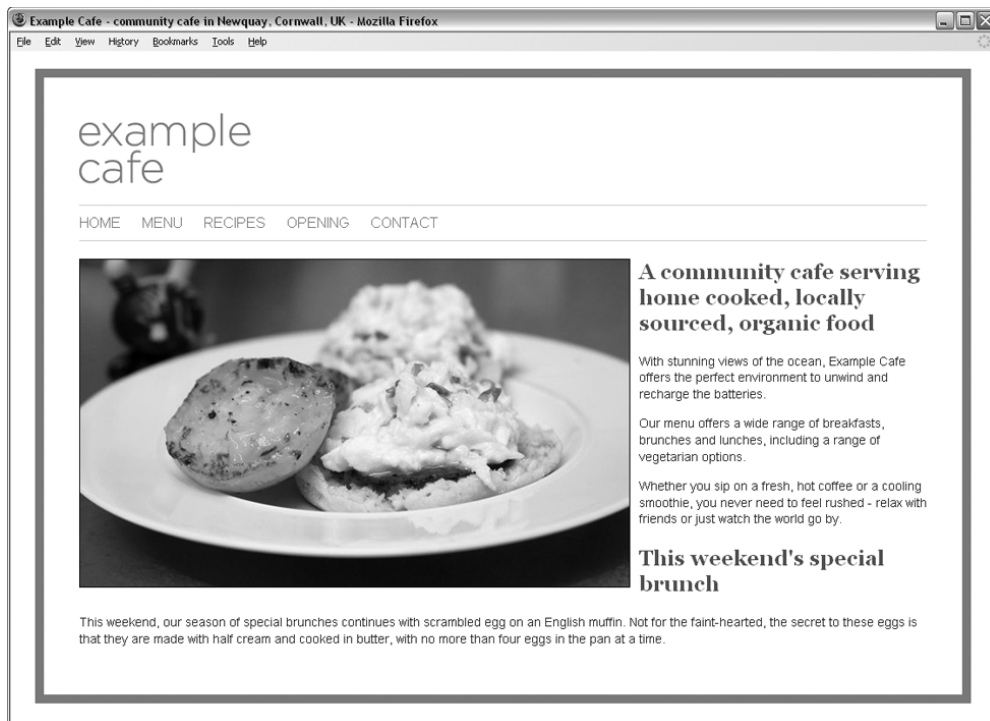 Example Cafe - community cafe in Newquay, Cornwall, UK - Mozilla Firefox
File Edit View History Bookmarks Tools Help
example
cafe
HOME MENU RECIPES OPENING CONTACT
A community cafe serving
home cooked, locally
sourced, organic food
With stunning views of the ocean, Example Cafe
offers the perfect environment to unwind and
recharge the batteries.
Our menu offers a wide range of breakfasts,
brunches and lunches, including a range of
vegetarian options.
Whether you sip on a fresh, hot coffee or a cooling
smoothie, you never need to feel rushed - relax with
friends or just watch the world go by.
This weekend's special
brunch
This weekend, our season of special brunches continues with scrambled egg on an English muffin. Not for the faint-hearted, the secret to these eggs is
that they are made with half cream and cooked in butter, with no more than four eggs in the pan at a time.